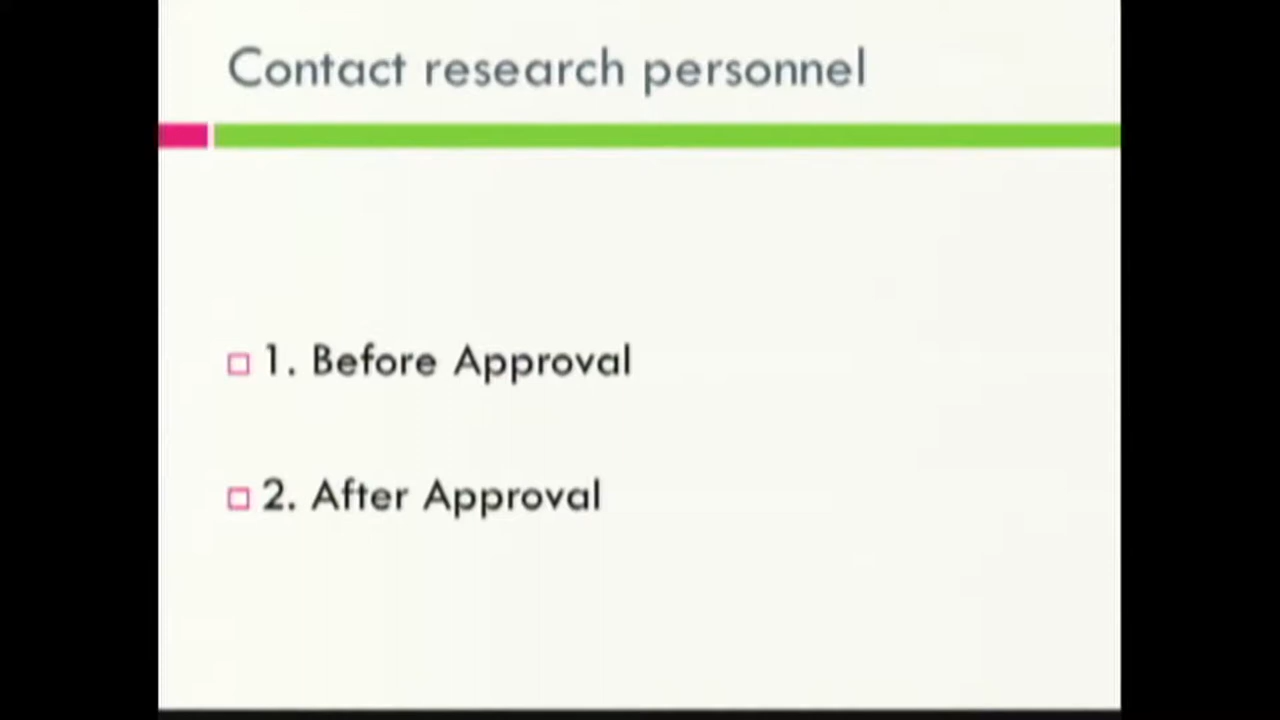 Contact research personnel
1. Before Approval
2. After Approval